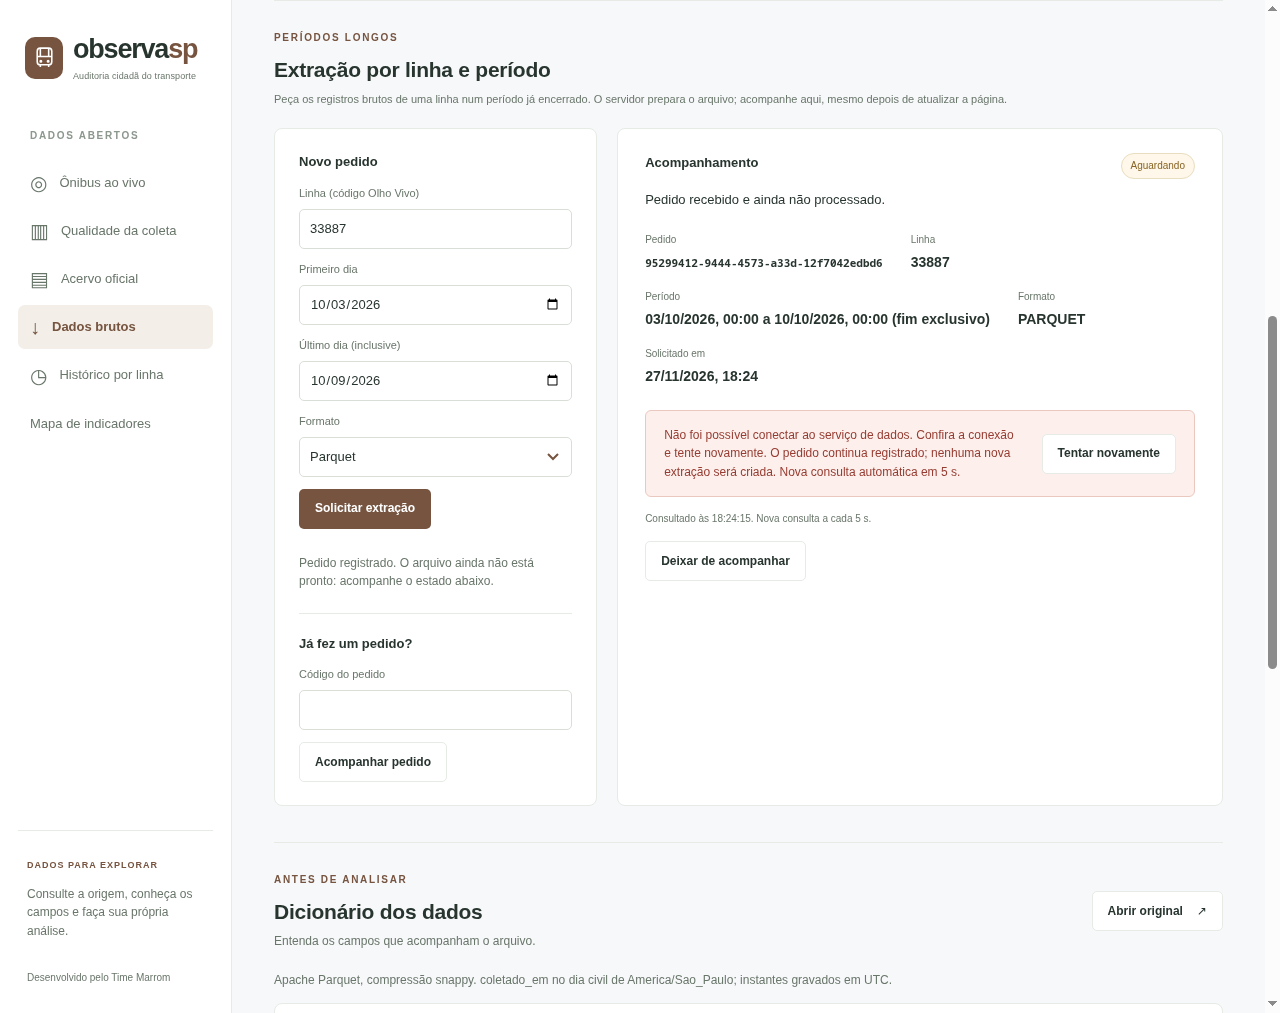 observasp
Auditoria cidadã do transporte
DADOS ABERTOS
Ônibus ao vivo
Qualidade da coleta
Acervo oficial
Dados brutos
Histórico por linha
Mapa de indicadores
DADOS PARA EXPLORAR
Consulte a origem, conheça os
campos e faça sua própria
análise.
Desenvolvido pelo Time Marrom
PERÍODOS LONGOS
Extração por linha e período
Peça os registros brutos de uma linha num período já encerrado. O servidor prepara o arquivo; acompanhe aqui, mesmo depois de atualizar a página.
Novo pedido
Linha (código Olho Vivo)
33887
Primeiro dia
10/03/2026
Último dia (inclusive)
10/09/2026
Formato
Parquet
Solicitar extração
Pedido registrado. O arquivo ainda não está
pronto: acompanhe o estado abaixo.
Já fez um pedido?
Código do pedido
Acompanhar pedido
Acompanhamento
Aguardando
Pedido recebido e ainda não processado.
Pedido
95299412-9444-4573-a33d-12f7042edbd6
Linha
33887
Período
03/10/2026, 00:00 a 10/10/2026, 00:00 (fim exclusivo)
Formato
PARQUET
Solicitado em
27/11/2026, 18:24
Não foi possível conectar ao serviço de dados. Confira a conexão
e tente novamente. O pedido continua registrado; nenhuma nova
extração será criada. Nova consulta automática em 5 s.
Tentar novamente
Consultado às 18:24:15. Nova consulta a cada 5 s.
Deixar de acompanhar
ANTES DE ANALISAR
Dicionário dos dados
Entenda os campos que acompanham o arquivo.
Abrir original ↗
Apache Parquet, compressão snappy. coletado_em no dia civil de America/Sao_Paulo; instantes gravados em UTC.